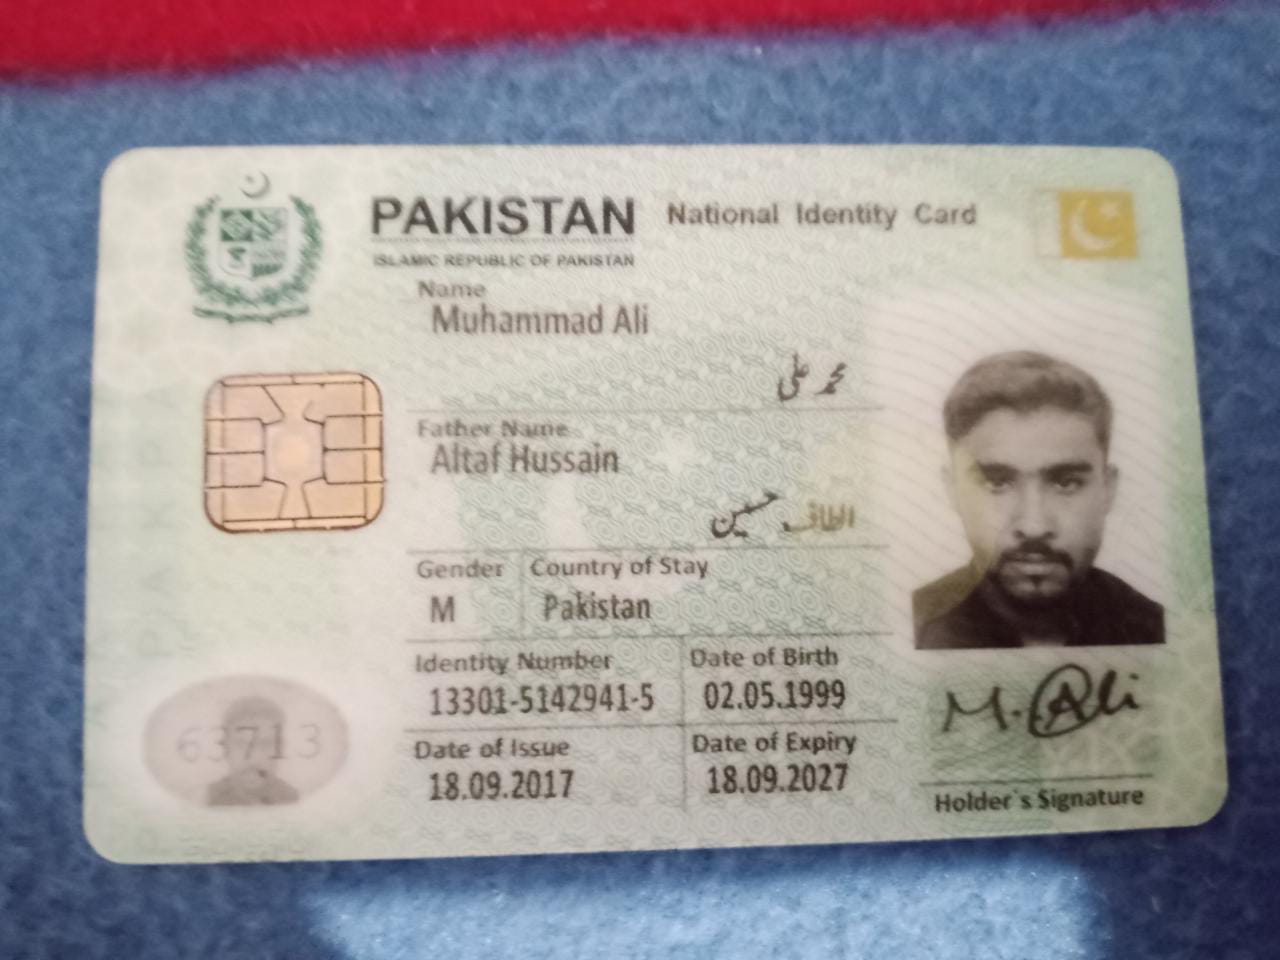 PAKISTAN National Identity Card
ISLAMIC REPUBLIC OF PAKISTAN
Name
Muhammad Ali
محمد علی
Father Name
Altaf Hussain
الطاف حسین
Gender Country of Stay
M Pakistan
Identity Number Date of Birth
13301-5142941-5 02.05.1999
Date of Issue Date of Expiry
18.09.2017 18.09.2027
63713
M. Ali
Holder's Signature